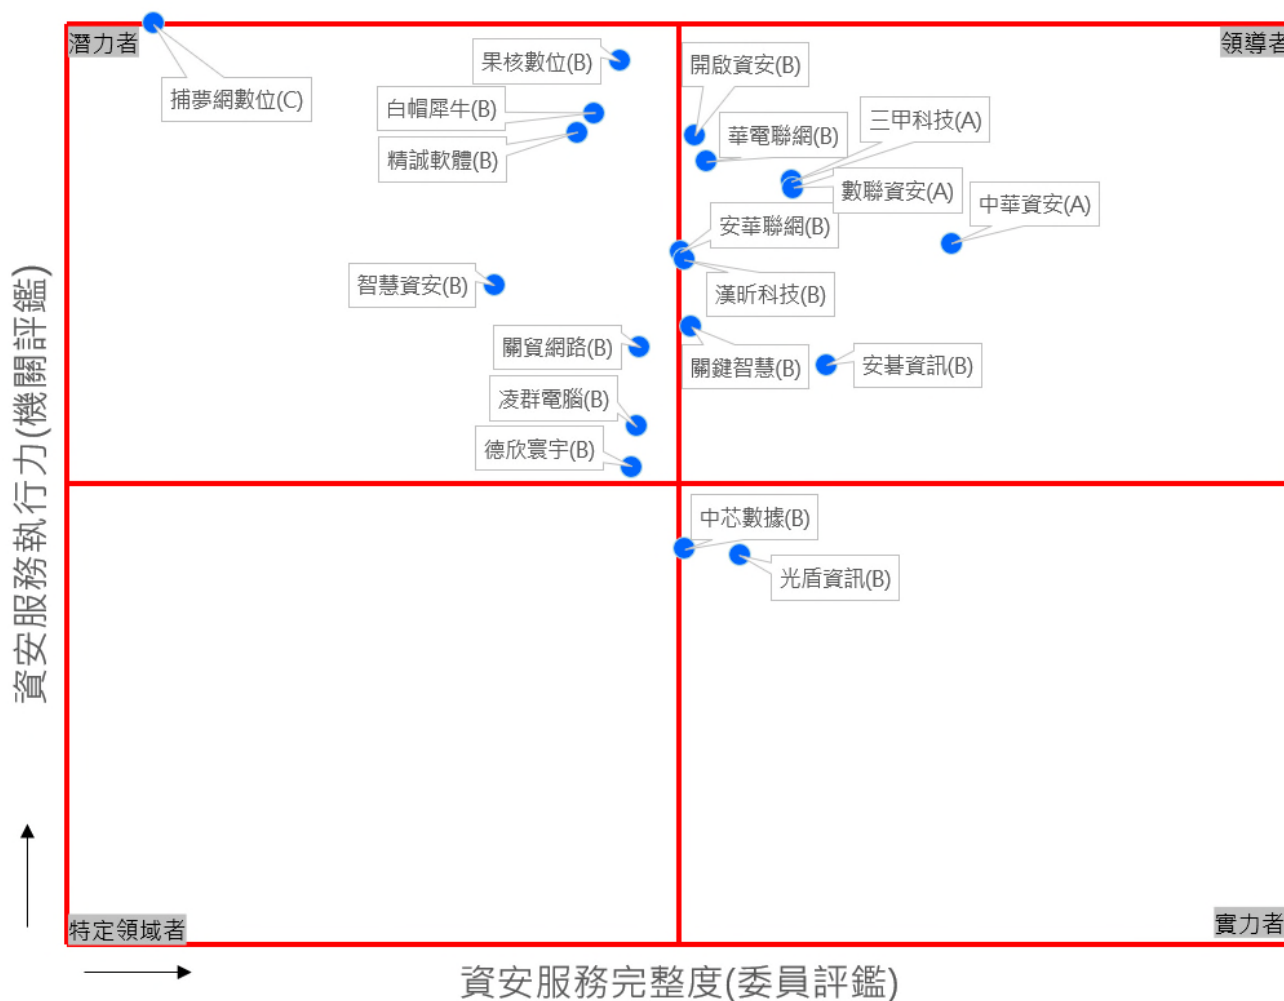 潛力者
領導者
果核數位(B)
開啟資安(B)
捕夢網數位(C)
白帽犀牛(B)
三甲科技(A)
華電聯網(B)
精誠軟體(B)
數聯資安(A)
中華資安(A)
安華聯網(B)
智慧資安(B)
漢昕科技(B)
關貿網路(B)
關鍵智慧(B)
安碁資訊(B)
凌群電腦(B)
德欣寰宇(B)
中芯數據(B)
光盾資訊(B)
特定領域者
實力者
資安服務執行力(機關評鑑)
資安服務完整度(委員評鑑)